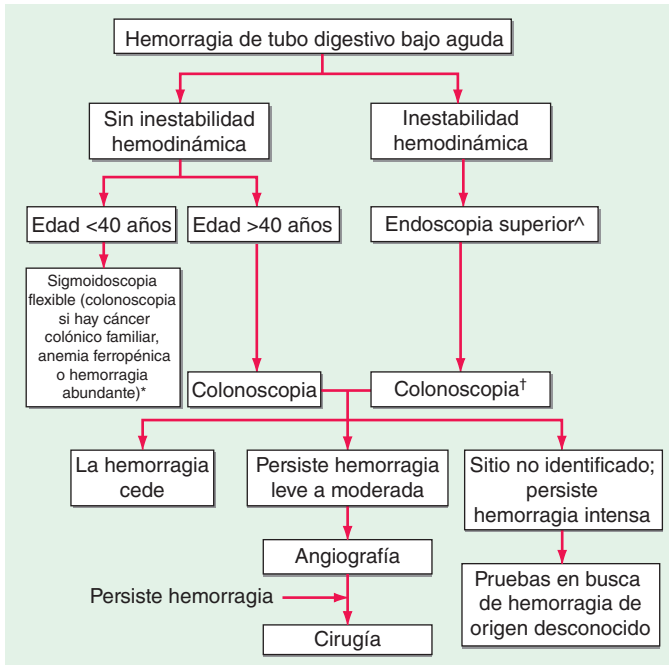 Hemorragia de tubo digestivo bajo aguda
Sin inestabilidad
hemodinámica
Inestabilidad
hemodinámica
Edad <40 años
Edad >40 años
Endoscopia superior^
Sigmoidoscopia
flexible (colonoscopia
si hay cáncer
colónico familiar,
anemia ferropénica
o hemorragia
abundante)*
Colonoscopia
Colonoscopia†
La hemorragia
cede
Persiste hemorragia
leve a moderada
Sitio no identificado;
persiste
hemorragia intensa
Angiografía
Pruebas en busca
de hemorragia de
origen desconocido
Persiste hemorragia
Cirugía